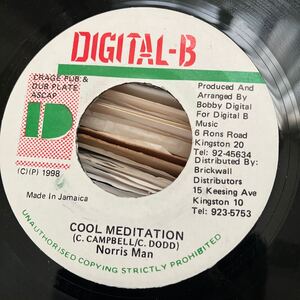 DIGITAL-B
CRAGE PUB &
DUB PLATE
ASCAP
D
(C)(P) 1998
Made in Jamaica
Produced And
Arranged By
Bobby Digital
For Digital B
Music
6 Rons Road
Kingston 20
Tel: 92-45634
Distributed By:
Brickwall
Distributors
15 Keesing Ave
Kingston 10
Tel: 923-5753
COOL MEDITATION
(C. CAMPBELL/C. DODD)
Norris Man
UNAUTHORISED COPYING STRICTLY PROHIBITED